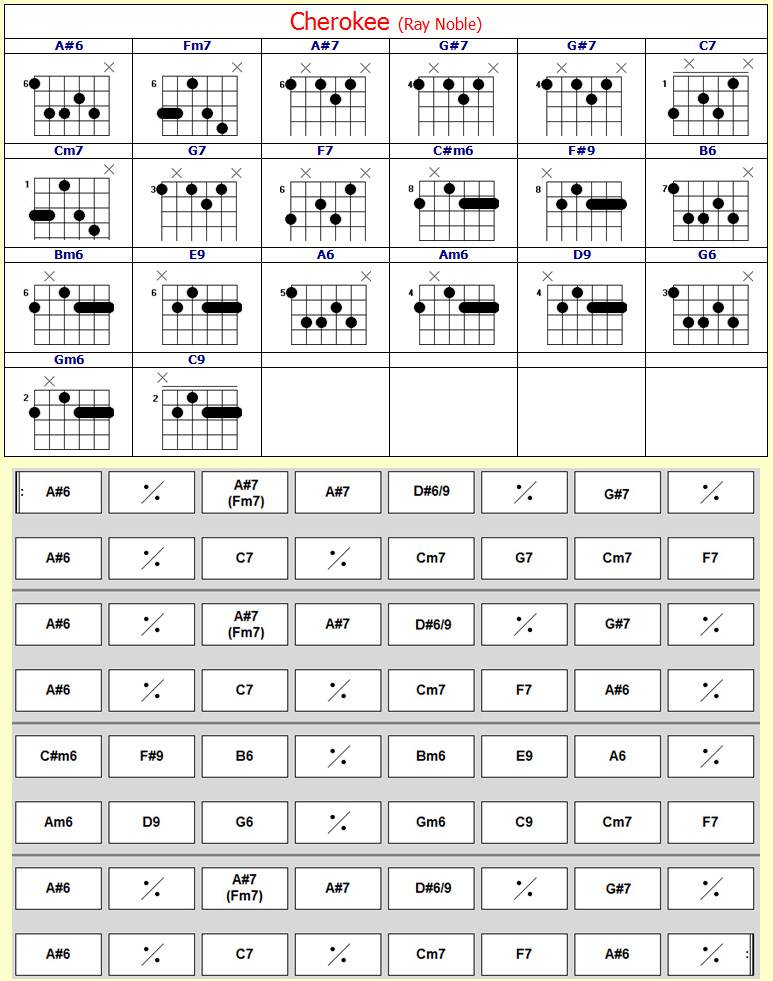 Cherokee (Ray Noble)
A#6 Fm7 A#7 G#7 G#7 C7
6 6 6 4 4 1
Cm7 G7 F7 C#m6 F#9 B6
1 3 6 8 8 7
Bm6 E9 A6 Am6 D9 G6
6 6 5 4 4 3
Gm6 C9
2 2
A#6 A#7 (Fm7) A#7 D#6/9 G#7
A#6 C7 Cm7 G7 Cm7 F7
A#6 A#7 (Fm7) A#7 D#6/9 G#7
A#6 C7 Cm7 F7 A#6
C#m6 F#9 B6 Bm6 E9 A6
Am6 D9 G6 Gm6 C9 Cm7 F7
A#6 A#7 (Fm7) A#7 D#6/9 G#7
A#6 C7 Cm7 F7 A#6